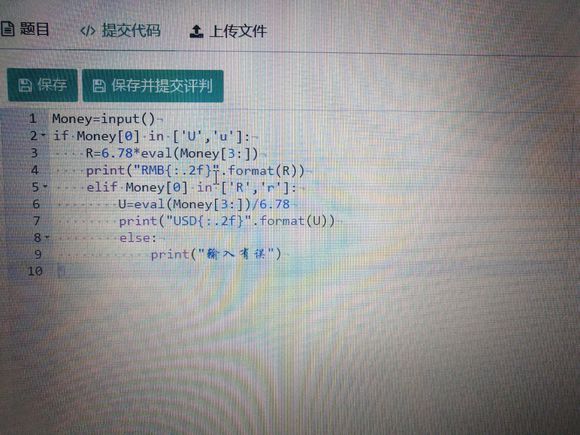 题目 提交代码 上传文件
保存 保存并提交评判
1 Money=input()
2 if Money[0] in ['U','u']:
3 R=6.78*eval(Money[3:])
4 print("RMB{:.2f}".format(R))
5 elif Money[0] in ['R','r']:
6 U=eval(Money[3:])/6.78
7 print("USD{:.2f}".format(U))
8 else:
9 print("输入有误")
10